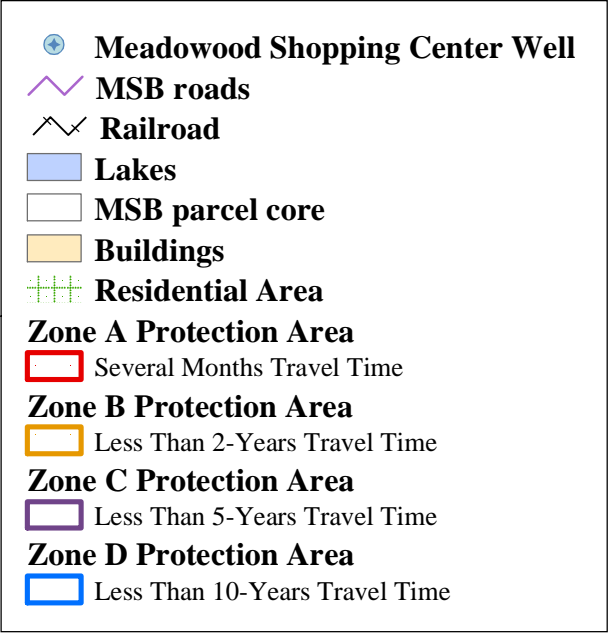 Meadowood Shopping Center Well
MSB roads
Railroad
Lakes
MSB parcel core
Buildings
Residential Area
Zone A Protection Area
Several Months Travel Time
Zone B Protection Area
Less Than 2-Years Travel Time
Zone C Protection Area
Less Than 5-Years Travel Time
Zone D Protection Area
Less Than 10-Years Travel Time